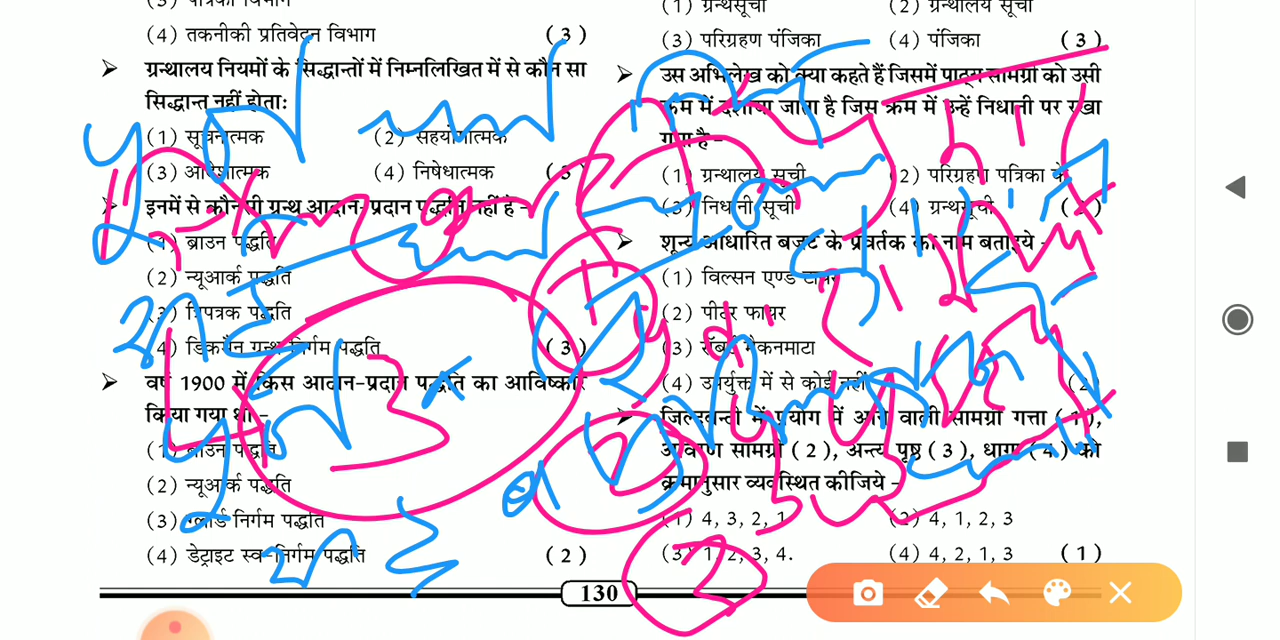 (3) पत्रिका विभाग
(4) तकनीकी प्रतिवेदन विभाग (3)
➤ ग्रन्थालय नियमों के सिद्धान्तों में निम्नलिखित में से कौन सा
सिद्धान्त नहीं होताः
(1) सूचनात्मक (2) सहयोगात्मक
(3) आदेशात्मक (4) निषेधात्मक (3)
➤ इनमें से कौनसी ग्रन्थ आदान-प्रदान पद्धति नहीं है -
(1) ब्राउन पद्धति
(2) न्यूआर्क पद्धति
(3) त्रिपत्रक पद्धति
(4) डिकमैन ग्रन्थ निर्गम पद्धति (3)
➤ वर्ष 1900 में किस आदान-प्रदान पद्धति का आविष्कार
किया गया था -
(1) ब्राउन पद्धति
(2) न्यूआर्क पद्धति
(3) ग्लार्ड निर्गम पद्धति
(4) डेट्राइट स्व-निर्गम पद्धति (2)
(1) ग्रन्थसूची (2) ग्रन्थालय सूची
(3) परिग्रहण पंजिका (4) पंजिका (3)
➤ उस अभिलेख को क्या कहते हैं जिसमें पाठ्य सामग्री को उसी
क्रम में दर्शाया जाता है जिस क्रम में उन्हें निधानी पर रखा
गया है -
(1) ग्रन्थालय सूची (2) परिग्रहण पत्रिका
(3) निधानी सूची (4) ग्रन्थसूची
➤ शून्य आधारित बजट के प्रवर्तक का नाम बताइये -
(1) विल्सन एण्ड टायर
(2) पीटर फायर
(3) रॉबर्ट मेकनमाटा
(4) उपर्युक्त में से कोई नहीं (2)
जिल्दबन्दी में प्रयोग में आने वाली सामग्री गत्ता (1),
आवरण सामग्री (2), अन्त्य पृष्ठ (3), धागा (4) को
क्रमानुसार व्यवस्थित कीजिये -
(1) 4, 3, 2, 1 (2) 4, 1, 2, 3
(3) 1, 2, 3, 4. (4) 4, 2, 1, 3 (1)
130